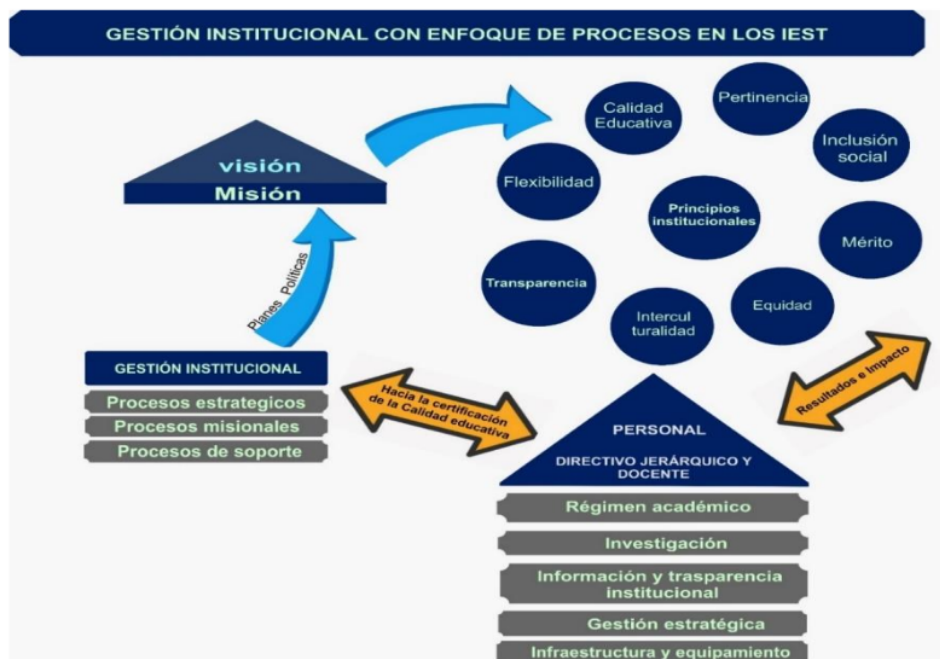 GESTIÓN INSTITUCIONAL CON ENFOQUE DE PROCESOS EN LOS IEST
visión
Misión
Planes Políticas
GESTIÓN INSTITUCIONAL
Procesos estrategicos
Procesos misionales
Procesos de soporte
Calidad
Educativa
Pertinencia
Inclusión
social
Flexibilidad
Principios
institucionales
Mérito
Transparencia
Intercul
turalidad
Equidad
Hacia la certificación
de la Calidad educativa
Resultados e Impacto
PERSONAL
DIRECTIVO JERÁRQUICO Y
DOCENTE
Régimen académico
Investigación
Información y trasparencia
institucional
Gestión estratégica
Infraestructura y equipamiento